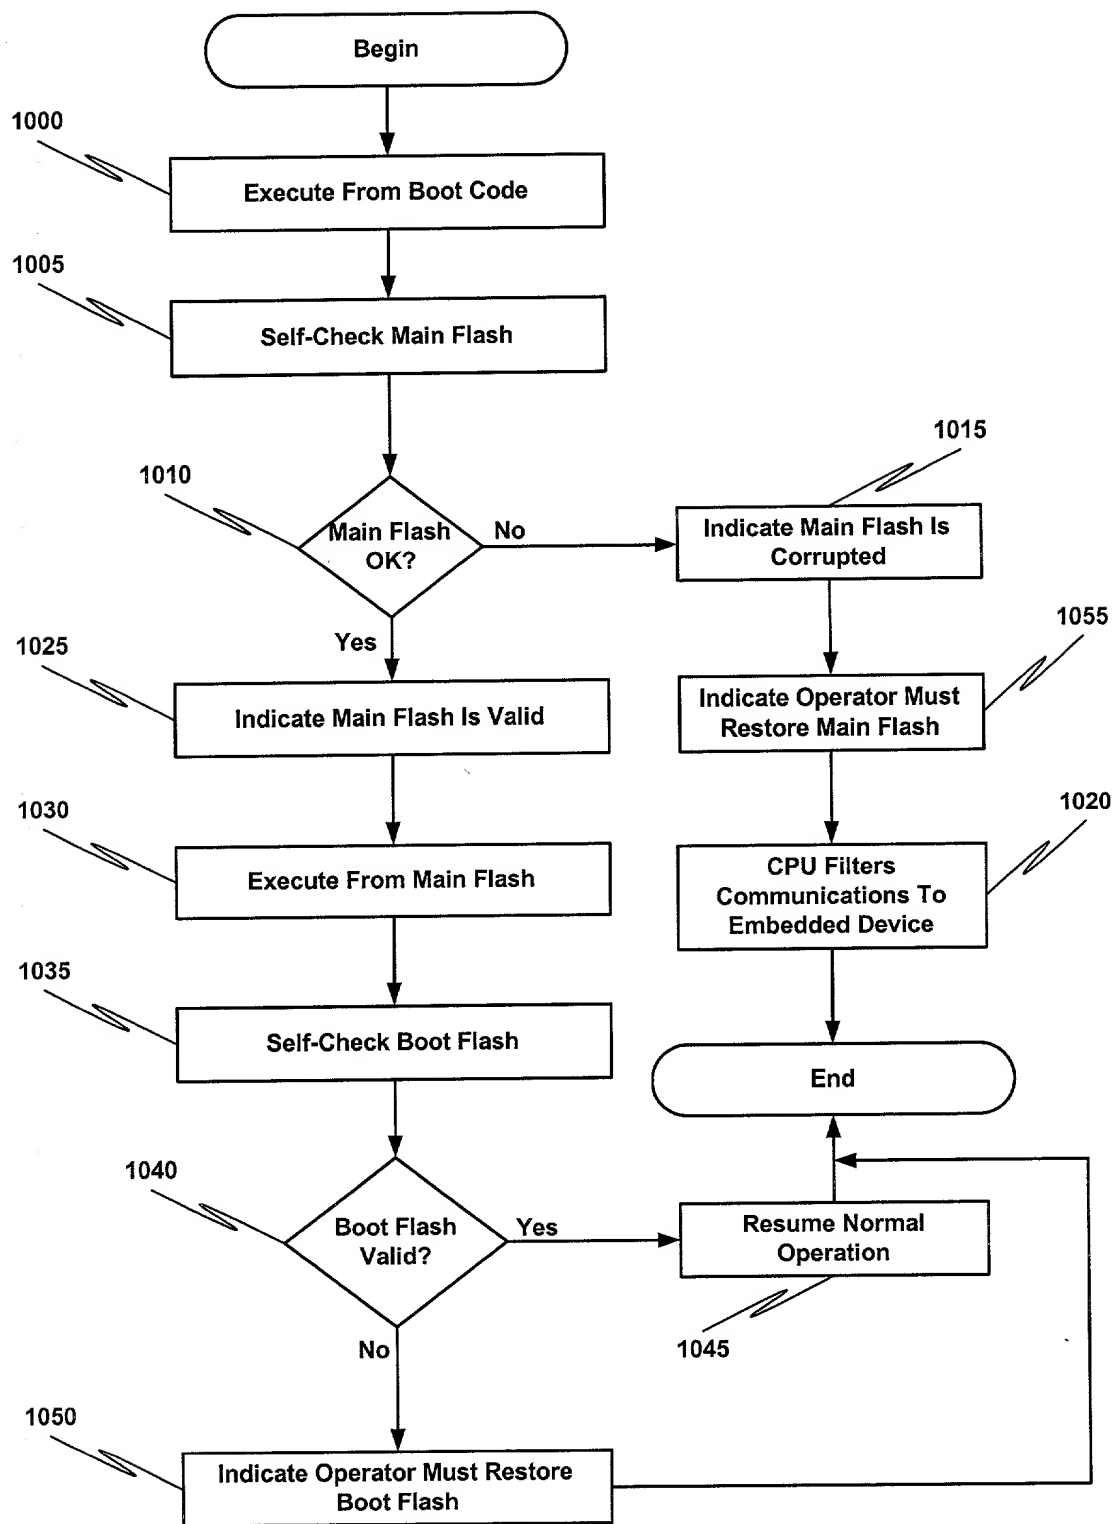 Begin
1000
Execute From Boot Code
1005
Self-Check Main Flash
1010
Main Flash
OK?
No
1015
Indicate Main Flash Is
Corrupted
Yes
1025
Indicate Main Flash Is Valid
1055
Indicate Operator Must
Restore Main Flash
1030
Execute From Main Flash
1020
CPU Filters
Communications To
Embedded Device
1035
Self-Check Boot Flash
End
1040
Boot Flash
Valid?
Yes
Resume Normal
Operation
1045
No
1050
Indicate Operator Must Restore
Boot Flash